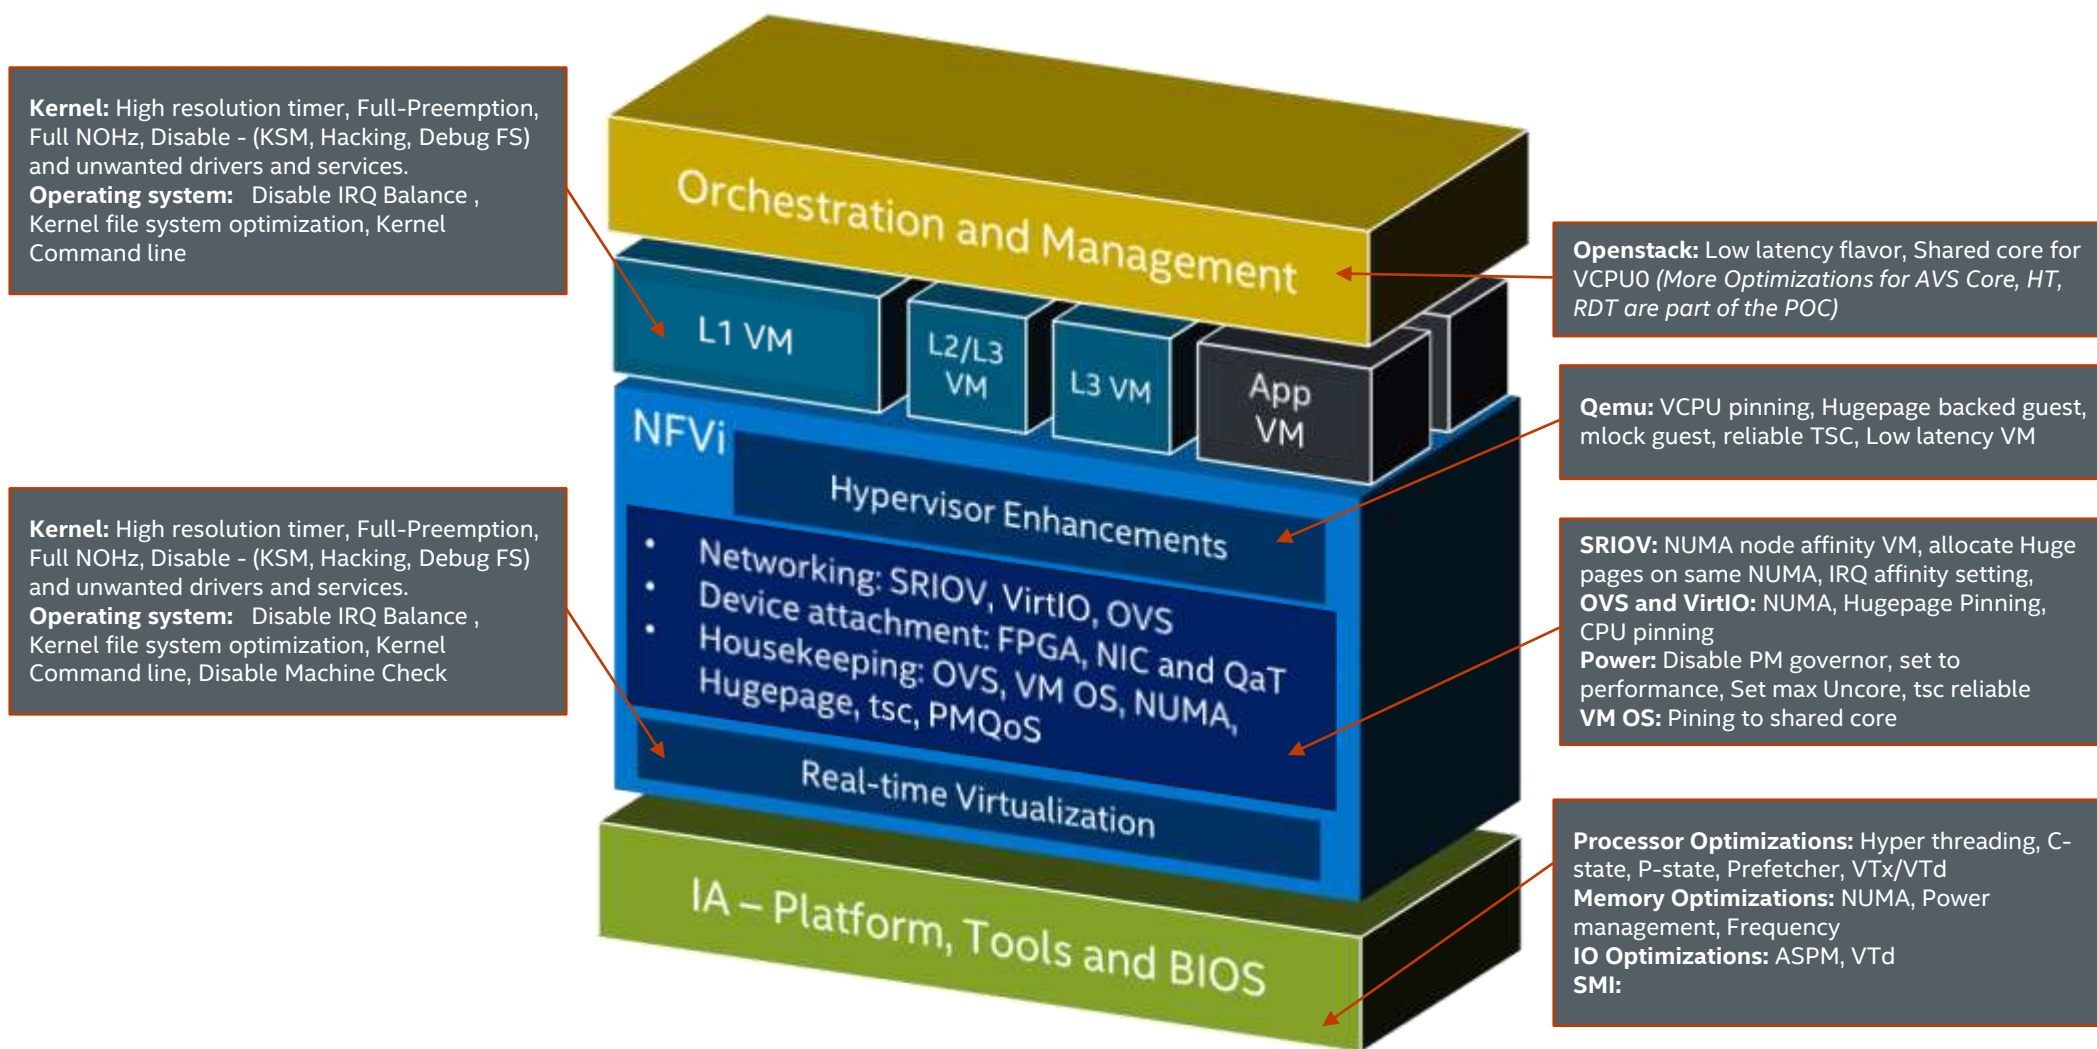 Kernel: High resolution timer, Full-Preemption,
Full NOHz, Disable - (KSM, Hacking, Debug FS)
and unwanted drivers and services.
Operating system: Disable IRQ Balance ,
Kernel file system optimization, Kernel
Command line
Kernel: High resolution timer, Full-Preemption,
Full NOHz, Disable - (KSM, Hacking, Debug FS)
and unwanted drivers and services.
Operating system: Disable IRQ Balance ,
Kernel file system optimization, Kernel
Command line, Disable Machine Check
Orchestration and Management
L1 VM
L2/L3
VM
L3 VM
App
VM
NFVi
Hypervisor Enhancements
• Networking: SRIOV, VirtIO, OVS
• Device attachment: FPGA, NIC and QaT
• Housekeeping: OVS, VM OS, NUMA,
Hugepage, tsc, PMQoS
Real-time Virtualization
IA – Platform, Tools and BIOS
Openstack: Low latency flavor, Shared core for
VCPU0 (More Optimizations for AVS Core, HT,
RDT are part of the POC)
Qemu: VCPU pinning, Hugepage backed guest,
mlock guest, reliable TSC, Low latency VM
SRIOV: NUMA node affinity VM, allocate Huge
pages on same NUMA, IRQ affinity setting,
OVS and VirtIO: NUMA, Hugepage Pinning,
CPU pinning
Power: Disable PM governor, set to
performance, Set max Uncore, tsc reliable
VM OS: Pining to shared core
Processor Optimizations: Hyper threading, C-
state, P-state, Prefetcher, VTx/VTd
Memory Optimizations: NUMA, Power
management, Frequency
IO Optimizations: ASPM, VTd
SMI: